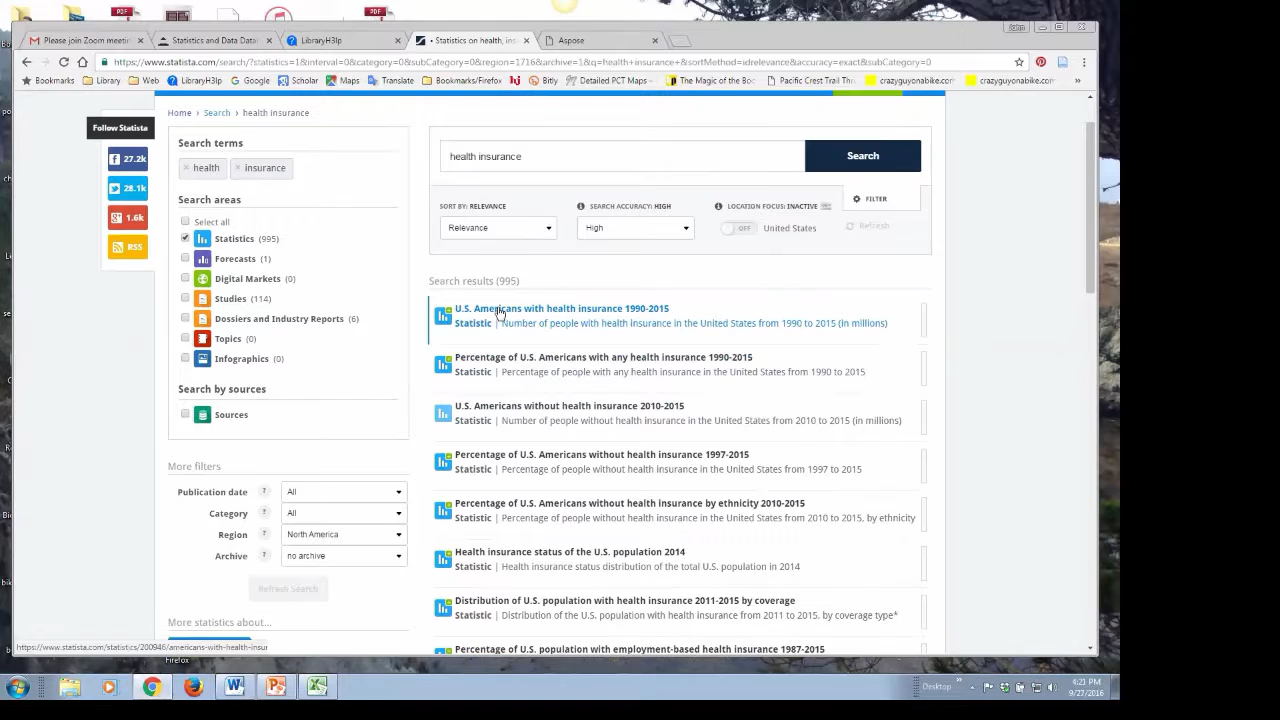 PDF
PDF
Please join Zoom meetin
Statistics and Data Datab
LibraryH3lp
Statistics on health, ins
Aspose
John
https://www.statista.com/search/?statistics=1&interval=0&category=0&subCategory=0&region=1716&archive=1&q=health+insurance+&sortMethod=idrelevance&accuracy=exact&subCategory=0
Bookmarks
Library
Web
LibraryH3lp
Google
Scholar
Maps
Translate
Bookmarks/Firefox
Bitly
Detailed PCT Maps -
The Magic of the Boo
Pacific Crest Trail Thr
crazyguyonabike.com
crazyguyonabike.com:
Home › Search › health insurance
Follow Statista
27.2k
28.1k
1.6k
RSS
Search terms
× health
× insurance
Search areas
Select all
Statistics (995)
Forecasts (1)
Digital Markets (0)
Studies (114)
Dossiers and Industry Reports (6)
Topics (0)
Infographics (0)
Search by sources
Sources
More filters
Publication date ? All
Category ? All
Region ? North America
Archive ? no archive
Refresh Search
More statistics about...
health insurance
Search
FILTER
SORT BY: RELEVANCE
SEARCH ACCURACY: HIGH
LOCATION FOCUS: INACTIVE
Relevance
High
OFF
United States
Refresh
Search results (995)
U.S. Americans with health insurance 1990-2015
Statistic | Number of people with health insurance in the United States from 1990 to 2015 (in millions)
Percentage of U.S. Americans with any health insurance 1990-2015
Statistic | Percentage of people with any health insurance in the United States from 1990 to 2015
U.S. Americans without health insurance 2010-2015
Statistic | Number of people without health insurance in the United States from 2010 to 2015 (in millions)
Percentage of U.S. Americans without health insurance 1997-2015
Statistic | Percentage of people without health insurance in the United States from 1997 to 2015
Percentage of U.S. Americans without health insurance by ethnicity 2010-2015
Statistic | Percentage of people without health insurance in the United States from 2010 to 2015, by ethnicity
Health insurance status of the U.S. population 2014
Statistic | Health insurance status distribution of the total U.S. population in 2014
Distribution of U.S. population with health insurance 2011-2015 by coverage
Statistic | Distribution of the U.S. population with health insurance from 2011 to 2015, by coverage type*
Percentage of U.S. population with employment-based health insurance 1987-2015
https://www.statista.com/statistics/200946/americans-with-health-insur
Firefox
Desktop
4:21 PM
9/27/2016